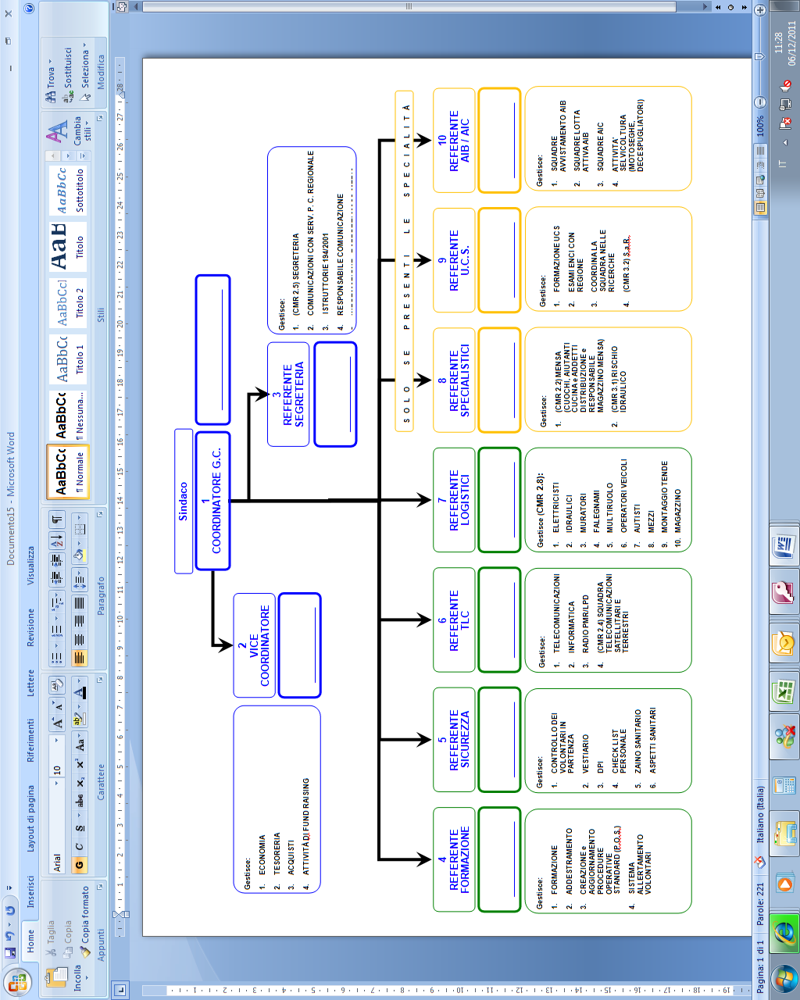 Documento15 - Microsoft Word
Home
Inserisci
Layout di pagina
Riferimenti
Lettere
Revisione
Visualizza
Incolla
Taglia
Copia
Copia formato
Appunti
Arial
10
G C S abc x₂ x² Aa
Carattere
Paragrafo
AaBbCc
¶ Normale
AaBbCc
¶ Nessuna...
AaBbCc
Titolo 1
AaBbCc
Titolo 2
AaB
Titolo
AaBbCc
Sottotitolo
Cambia
stili
Stili
Trova
Sostituisci
Seleziona
Modifica
Sindaco
1
COORDINATORE G.C.
2
VICE
COORDINATORE
Gestisce:
1. ECONOMIA
2. TESORERIA
3. ACQUISTI
4. ATTIVITÀ DI FUND RAISING
3
REFERENTE
SEGRETERIA
Gestisce:
1. (CMR 2.5) SEGRETERIA
2. COMUNICAZIONI CON SERV. P. C. REGIONALE
3. ISTRUTTORIE 194/2001
4. RESPONSABILE COMUNICAZIONE
SOLO SE PRESENTI LE SPECIALITÀ
4
REFERENTE
FORMAZIONE
Gestisce:
1. FORMAZIONE
2. ADDESTRAMENTO
3. CREAZIONE e
AGGIORNAMENTO
PROCEDURE
OPERATIVE
STANDARD (P.O.S.)
4. SISTEMA
ALLERTAMENTO
VOLONTARI
5
REFERENTE
SICUREZZA
Gestisce:
1. CONTROLLO DEI
VOLONTARI IN
PARTENZA
2. VESTIARIO
3. DPI
4. CHECK LIST
PERSONALE
5. ZAINO SANITARIO
6. ASPETTI SANITARI
6
REFERENTE
TLC
Gestisce:
1. TELECOMUNICAZIONI
2. INFORMATICA
3. RADIO PMR/LPD
4. (CMR 2.4) SQUADRA
TELECOMUNICAZIONI
SATELLITARI E
TERRESTRI
7
REFERENTE
LOGISTICI
Gestisce (CMR 2.8):
1. ELETTRICISTI
2. IDRAULICI
3. MURATORI
4. FALEGNAMI
5. MULTIRUOLO
6. OPERATORI VEICOLI
7. AUTISTI
8. MEZZI
9. MONTAGGIO TENDE
10. MAGAZZINO
8
REFERENTE
SPECIALISTICI
Gestisce:
1. (CMR 2.2) MENSA
(CUOCHI, AIUTANTI
CUCINA e ADDETTI
DISTRIBUZIONE e
RESPONSABILE
MAGAZZINO MENSA)
2. (CMR 3.1) RISCHIO
IDRAULICO
9
REFERENTE
U.C.S.
Gestisce:
1. FORMAZIONE UCS
2. ESAMI ENCI CON
REGIONE
3. COORDINA LA
SQUADRA NELLE
RICERCHE
4. (CMR 3.2) S.a.R.
10
REFERENTE
AIB / AIC
Gestisce:
1. SQUADRE
AVVISTAMENTO AIB
2. SQUADRE LOTTA
ATTIVA AIB
3. SQUADRE AIC
4. ATTIVITA'
SELVICOLTURA
(MOTOSEGHE,
DECESPUGLIATORI)
Pagina: 1 di 1
Parole: 221
Italiano (Italia)
100%
IT
11:28
06/12/2011